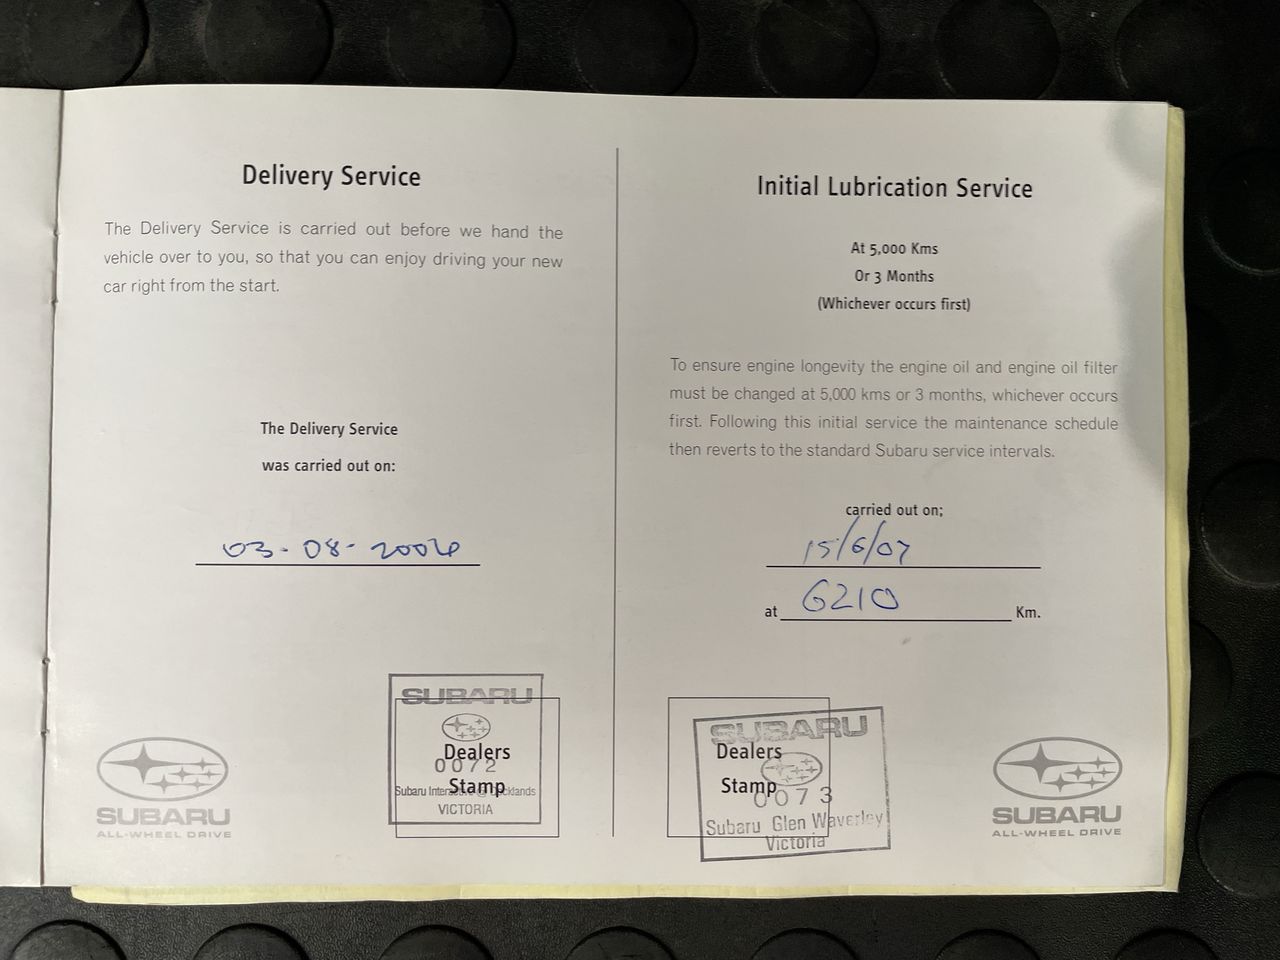 Delivery Service
The Delivery Service is carried out before we hand the
vehicle over to you, so that you can enjoy driving your new
car right from the start.
The Delivery Service
was carried out on:
03-08-2006
SUBARU
Dealers
0072
Stamp
Subaru Interactive @ Docklands
VICTORIA
SUBARU
ALL-WHEEL DRIVE
Initial Lubrication Service
At 5,000 Kms
Or 3 Months
(Whichever occurs first)
To ensure engine longevity the engine oil and engine oil filter
must be changed at 5,000 kms or 3 months, whichever occurs
first. Following this initial service the maintenance schedule
then reverts to the standard Subaru service intervals.
carried out on;
15/6/07
at 6210 Km.
SUBARU
Dealers
Stamp
0073
Subaru Glen Waverley
Victoria
SUBARU
ALL-WHEEL DRIVE